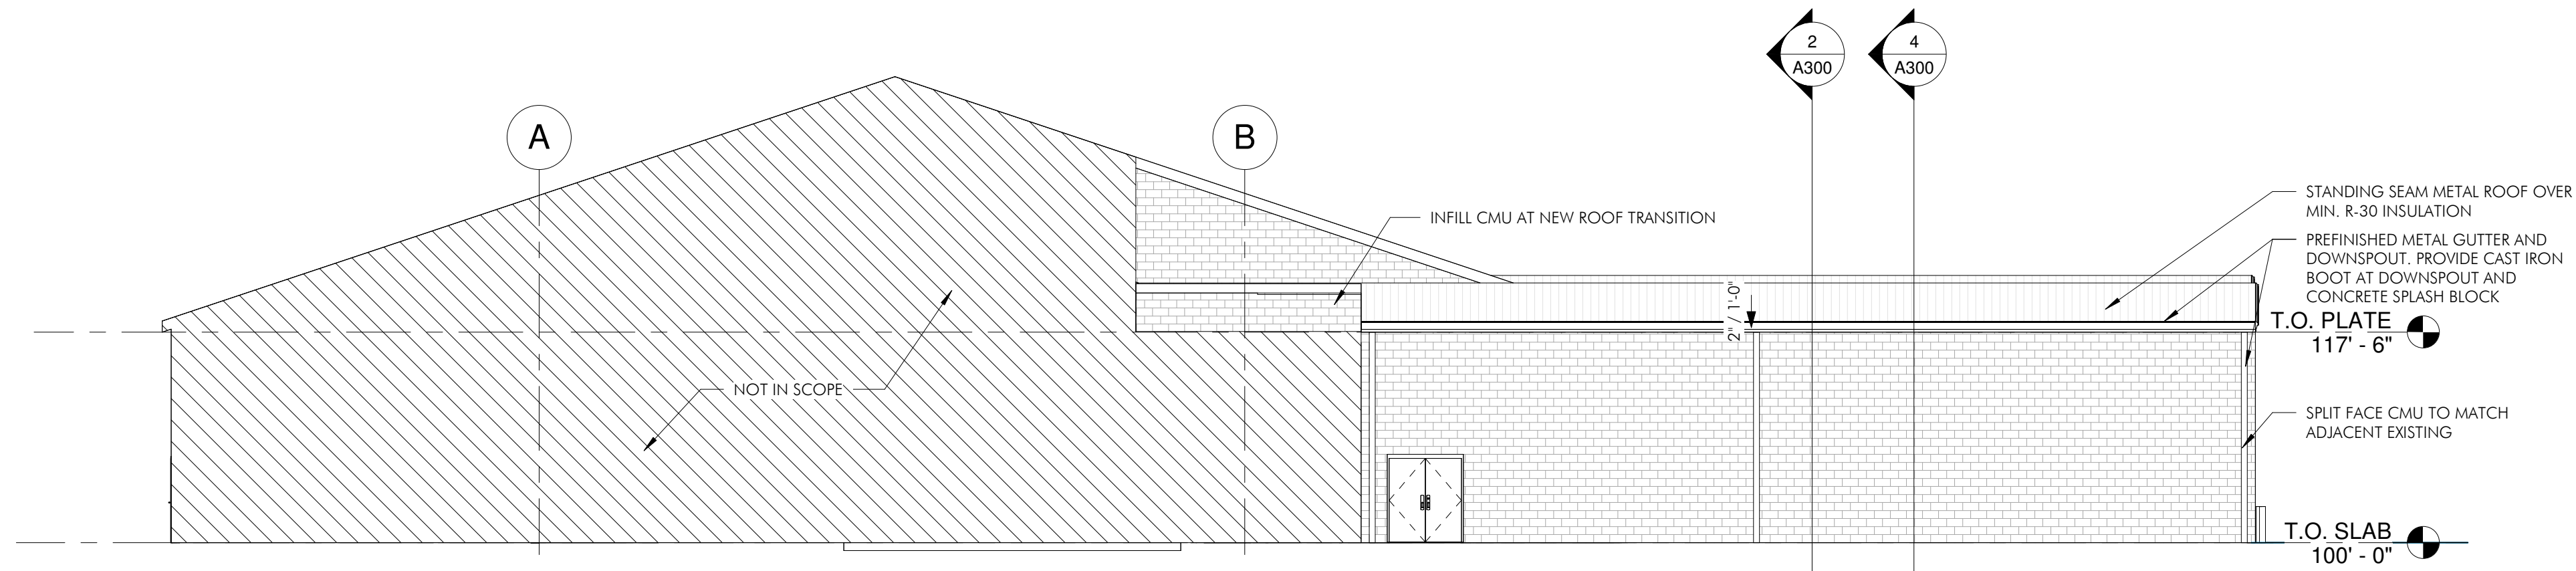 2
A300
4
A300
A
B
STANDING SEAM METAL ROOF OVER
MIN. R-30 INSULATION
INFILL CMU AT NEW ROOF TRANSITION
PREFINISHED METAL GUTTER AND
DOWNSPOUT. PROVIDE CAST IRON
BOOT AT DOWNSPOUT AND
CONCRETE SPLASH BLOCK
2" / 1'-0"
T.O. PLATE
117' - 6"
NOT IN SCOPE
SPLIT FACE CMU TO MATCH
ADJACENT EXISTING
T.O. SLAB
100' - 0"